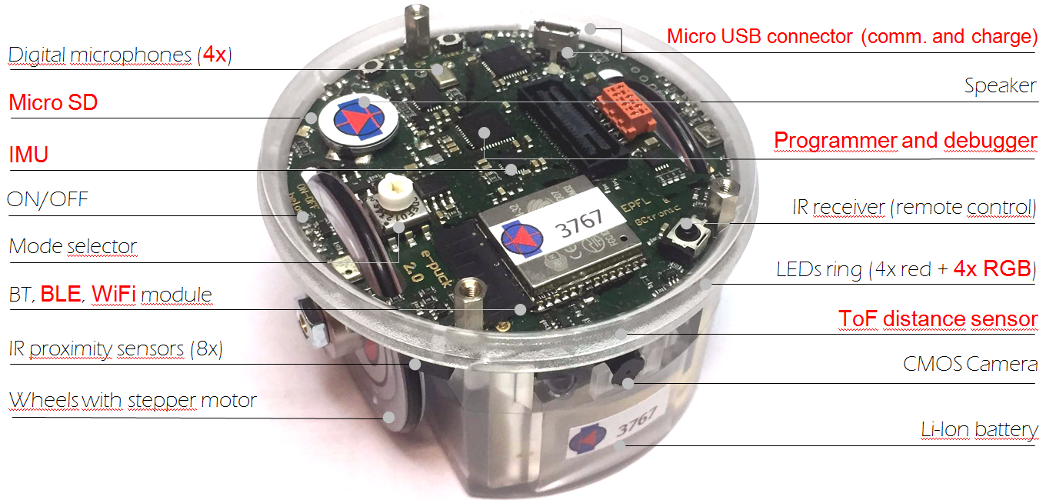 Digital microphones (4x)
Micro SD
IMU
ON/OFF
Mode selector
BT, BLE, WiFi module
IR proximity sensors (8x)
Wheels with stepper motor
Micro USB connector (comm. and charge)
Speaker
Programmer and debugger
IR receiver (remote control)
LEDs ring (4x red + 4x RGB)
ToF distance sensor
CMOS Camera
Li-Ion battery
ON-OFF
3767
EPFL
GCtronic
e-puck
2.0
3767